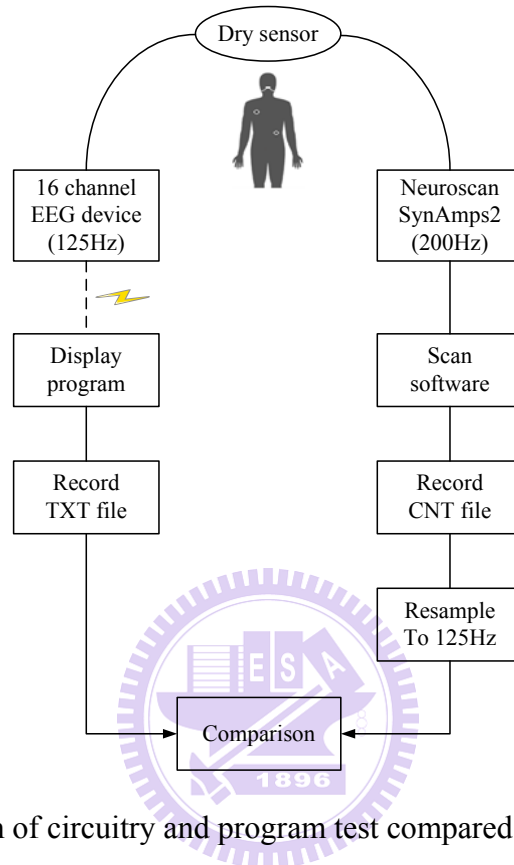 Dry sensor
16 channel
EEG device
(125Hz)
Neuroscan
SynAmps2
(200Hz)
Display
program
Scan
software
Record
TXT file
Record
CNT file
Resample
To 125Hz
E S A
Comparison
1896
of circuitry and program test compared